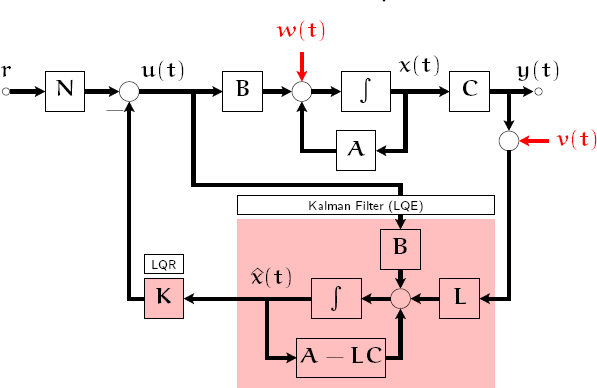 w(t)
r
N
u(t)
B
∫
x(t)
C
y(t)
—
A
v(t)
Kalman Filter (LQE)
B
LQR
K
x̂(t)
∫
L
A − LC